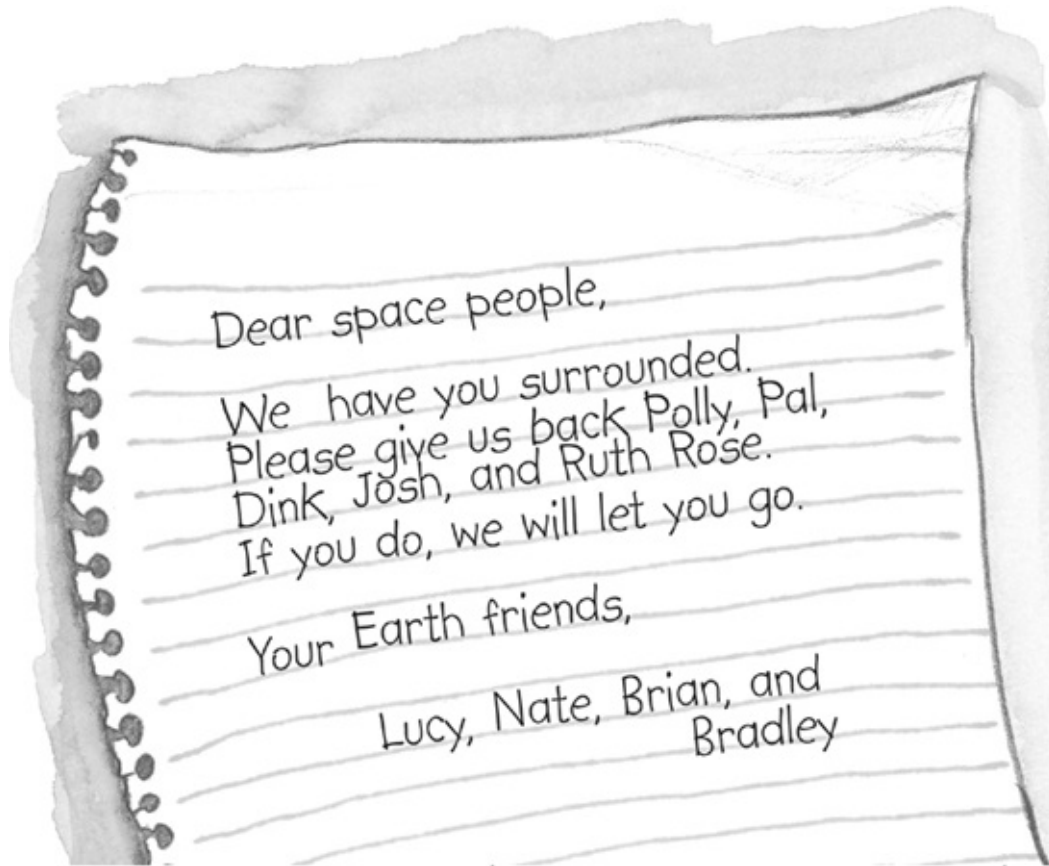 Dear space people,
We have you surrounded.
Please give us back Polly, Pal,
Dink, Josh, and Ruth Rose.
If you do, we will let you go.
Your Earth friends,
Lucy, Nate, Brian, and
Bradley